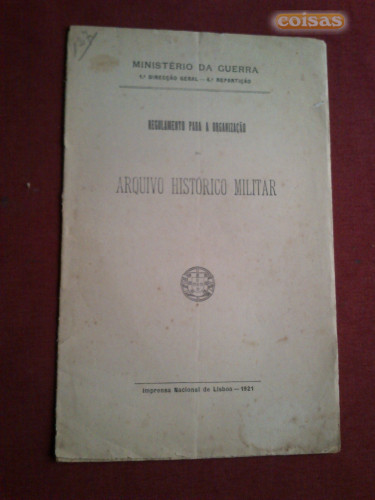 coisas
MINISTÉRIO DA GUERRA
1.ª DIRECÇÃO GERAL — 6.ª REPARTIÇÃO
REGULAMENTO PARA A ORGANIZAÇÃO
DO
ARQUIVO HISTÓRICO MILITAR
Imprensa Nacional de Lisboa — 1921